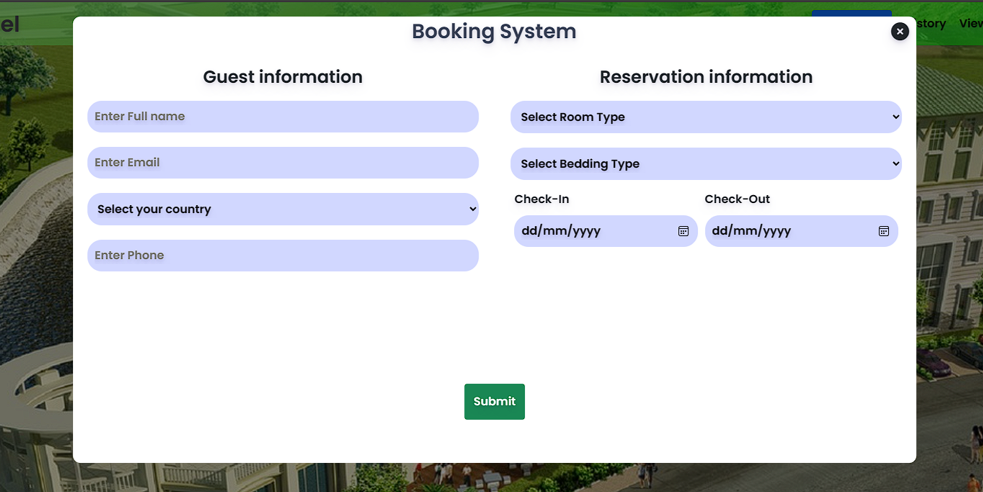 el
story View
Booking System
Guest information
Enter Full name
Enter Email
Select your country
Enter Phone
Reservation information
Select Room Type
Select Bedding Type
Check-In Check-Out
dd/mm/yyyy dd/mm/yyyy
Submit